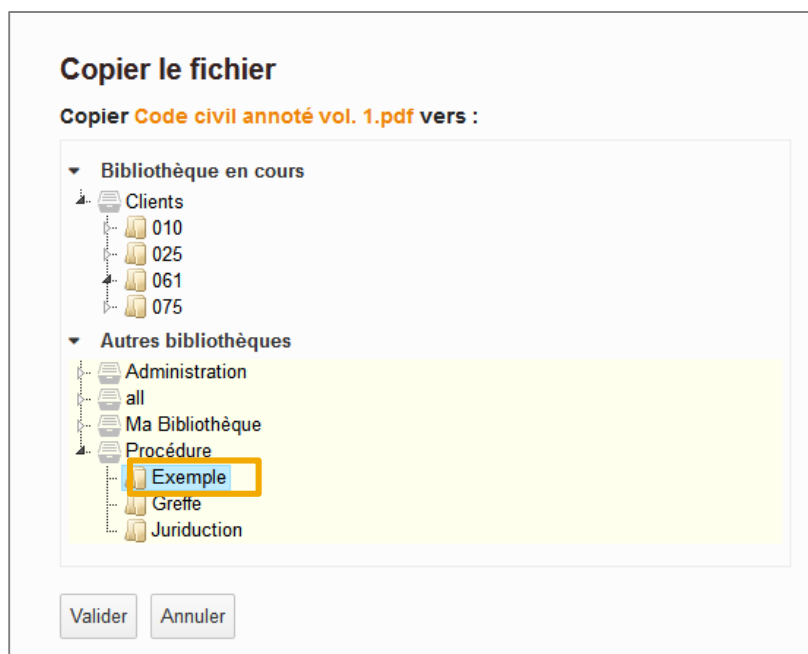 Copier le fichier
Copier Code civil annoté vol. 1.pdf vers :
Bibliothèque en cours
Clients
010
025
061
075
Autres bibliothèques
Administration
all
Ma Bibliothèque
Procédure
Exemple
Greffe
Juriduction
Valider Annuler